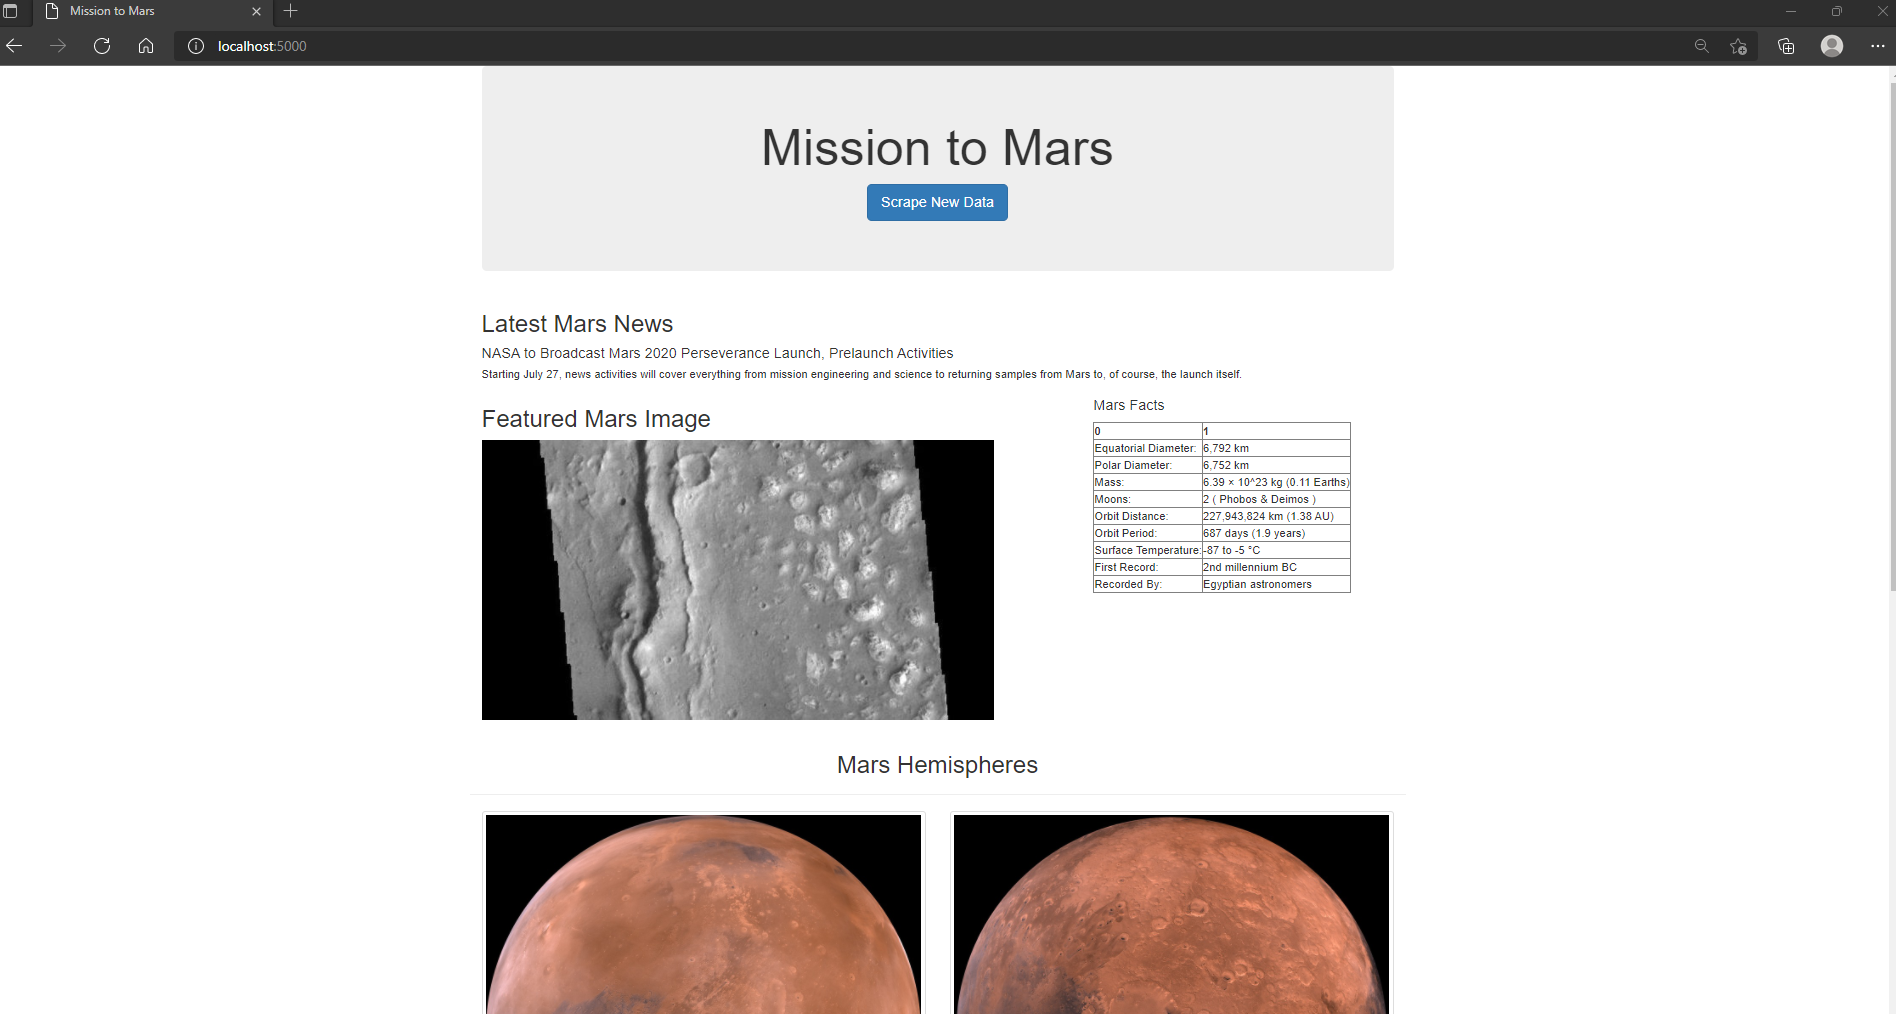 Mission to Mars
localhost:5000
Mission to Mars
Scrape New Data
Latest Mars News
NASA to Broadcast Mars 2020 Perseverance Launch, Prelaunch Activities
Starting July 27, news activities will cover everything from mission engineering and science to returning samples from Mars to, of course, the launch itself.
Featured Mars Image
Mars Facts
0 1
Equatorial Diameter: 6,792 km
Polar Diameter: 6,752 km
Mass: 6.39 × 10^23 kg (0.11 Earths)
Moons: 2 ( Phobos & Deimos )
Orbit Distance: 227,943,824 km (1.38 AU)
Orbit Period: 687 days (1.9 years)
Surface Temperature: -87 to -5 °C
First Record: 2nd millennium BC
Recorded By: Egyptian astronomers
Mars Hemispheres